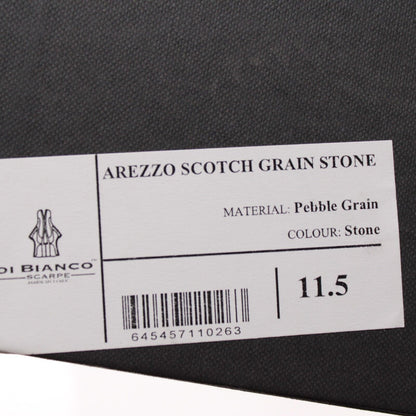 AREZZO SCOTCH GRAIN STONE
MATERIAL: Pebble Grain
COLOUR: Stone
DI BIANCO
SCARPE
11.5
645457110263